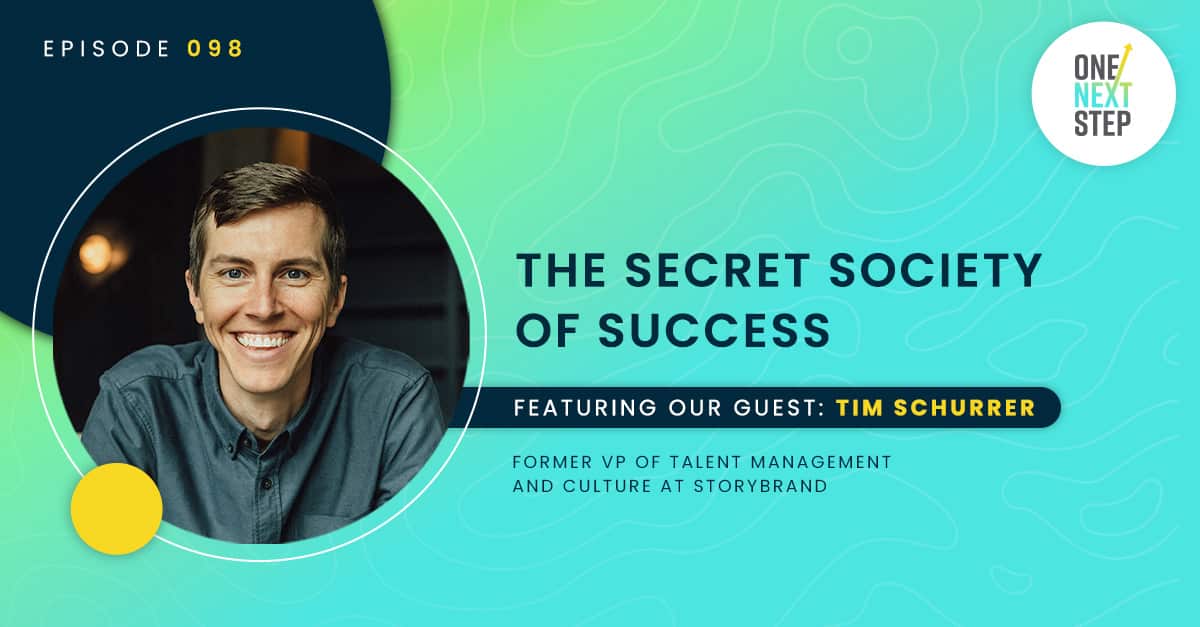 EPISODE 098
ONE
NEXT
STEP
THE SECRET SOCIETY
OF SUCCESS
FEATURING OUR GUEST: TIM SCHURRER
FORMER VP OF TALENT MANAGEMENT
AND CULTURE AT STORYBRAND